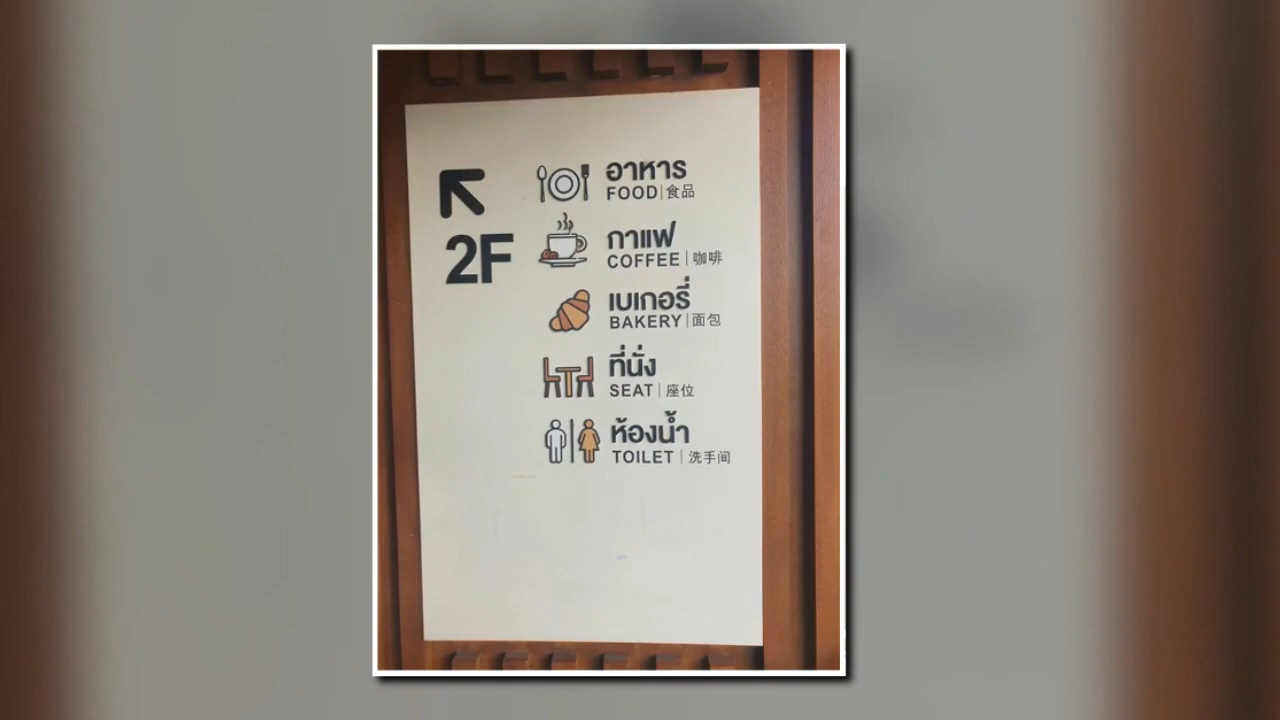 2F
อาหาร
FOOD|食品
กาแฟ
COFFEE|咖啡
เบเกอรี่
BAKERY|面包
ที่นั่ง
SEAT|座位
ห้องน้ำ
TOILET|洗手间